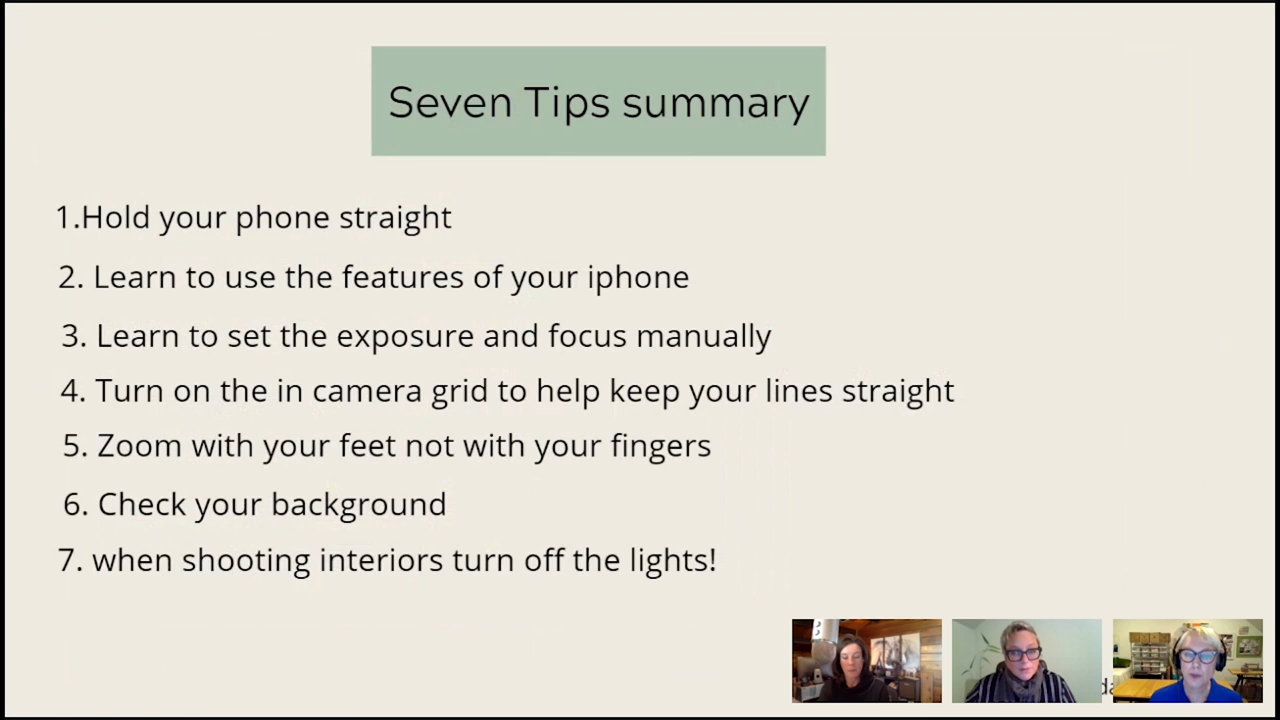 Seven Tips summary
1.Hold your phone straight
2. Learn to use the features of your iphone
3. Learn to set the exposure and focus manually
4. Turn on the in camera grid to help keep your lines straight
5. Zoom with your feet not with your fingers
6. Check your background
7. when shooting interiors turn off the lights!